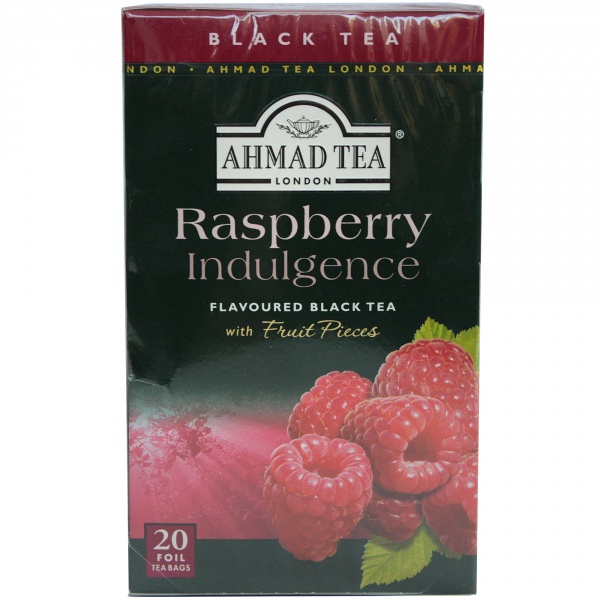 BLACK TEA
NDON • AHMAD TEA LONDON • AHMA
AHMAD TEA®
LONDON
Raspberry
Indulgence
FLAVOURED BLACK TEA
with Fruit Pieces
20
FOIL
TEA BAGS